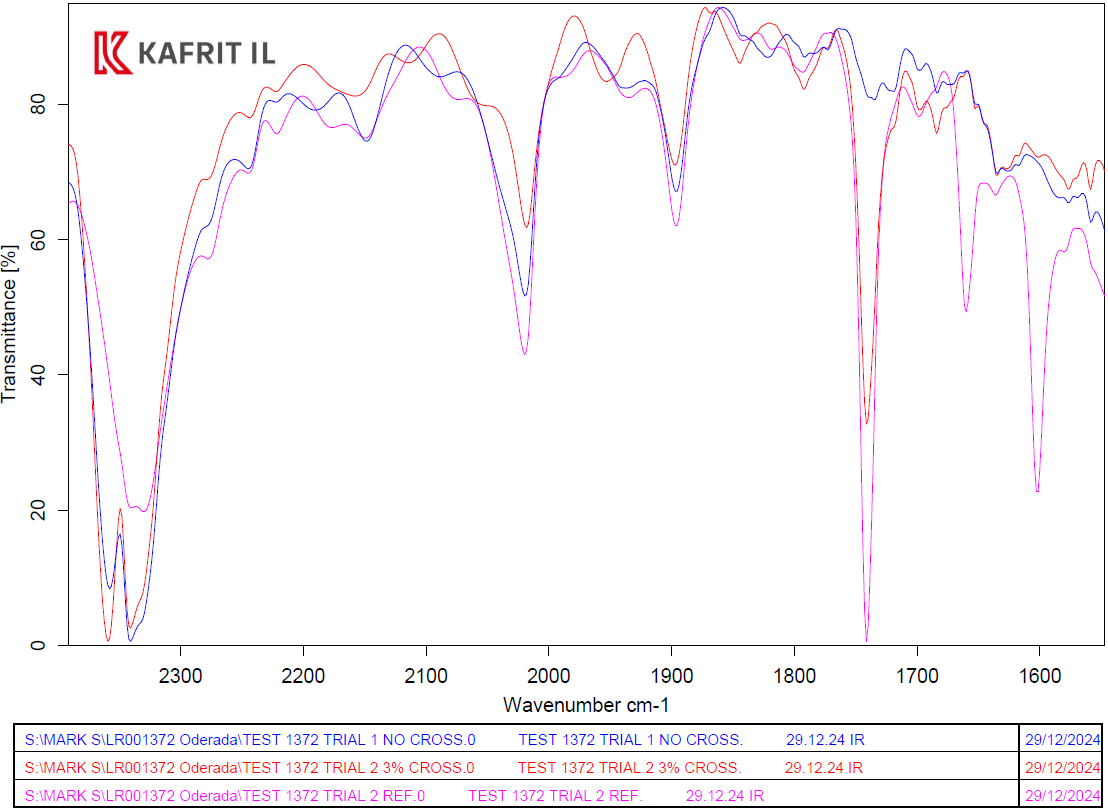 KAFRIT IL
80
60
40
20
0
Transmittance [%]
2300 2200 2100 2000 1900 1800 1700 1600
Wavenumber cm-1
S:\MARK S\LR001372 Oderada\TEST 1372 TRIAL 1 NO CROSS.0 TEST 1372 TRIAL 1 NO CROSS. 29.12.24 IR 29/12/2024
S:\MARK S\LR001372 Oderada\TEST 1372 TRIAL 2 3% CROSS.0 TEST 1372 TRIAL 2 3% CROSS. 29.12.24 IR 29/12/2024
S:\MARK S\LR001372 Oderada\TEST 1372 TRIAL 2 REF.0 TEST 1372 TRIAL 2 REF. 29.12.24 IR 29/12/2024